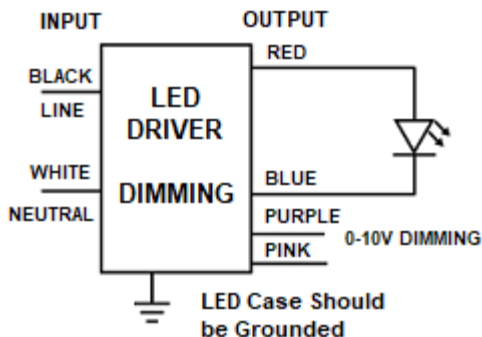 INPUT
OUTPUT
BLACK
LINE
WHITE
NEUTRAL
LED
DRIVER
DIMMING
RED
BLUE
PURPLE
PINK
0-10V DIMMING
LED Case Should
be Grounded